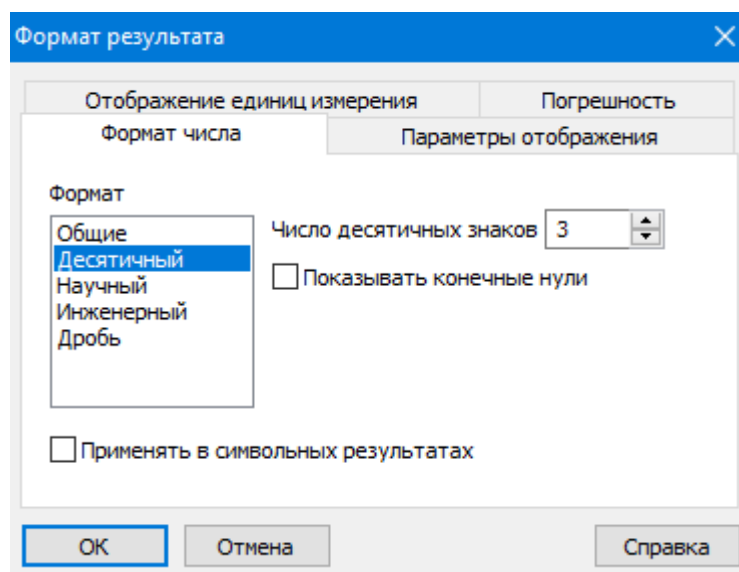 Формат результата
Отображение единиц измерения
Погрешность
Формат числа
Параметры отображения
Формат
Общие
Десятичный
Научный
Инженерный
Дробь
Число десятичных знаков 3
Показывать конечные нули
Применять в символьных результатах
OK
Отмена
Справка